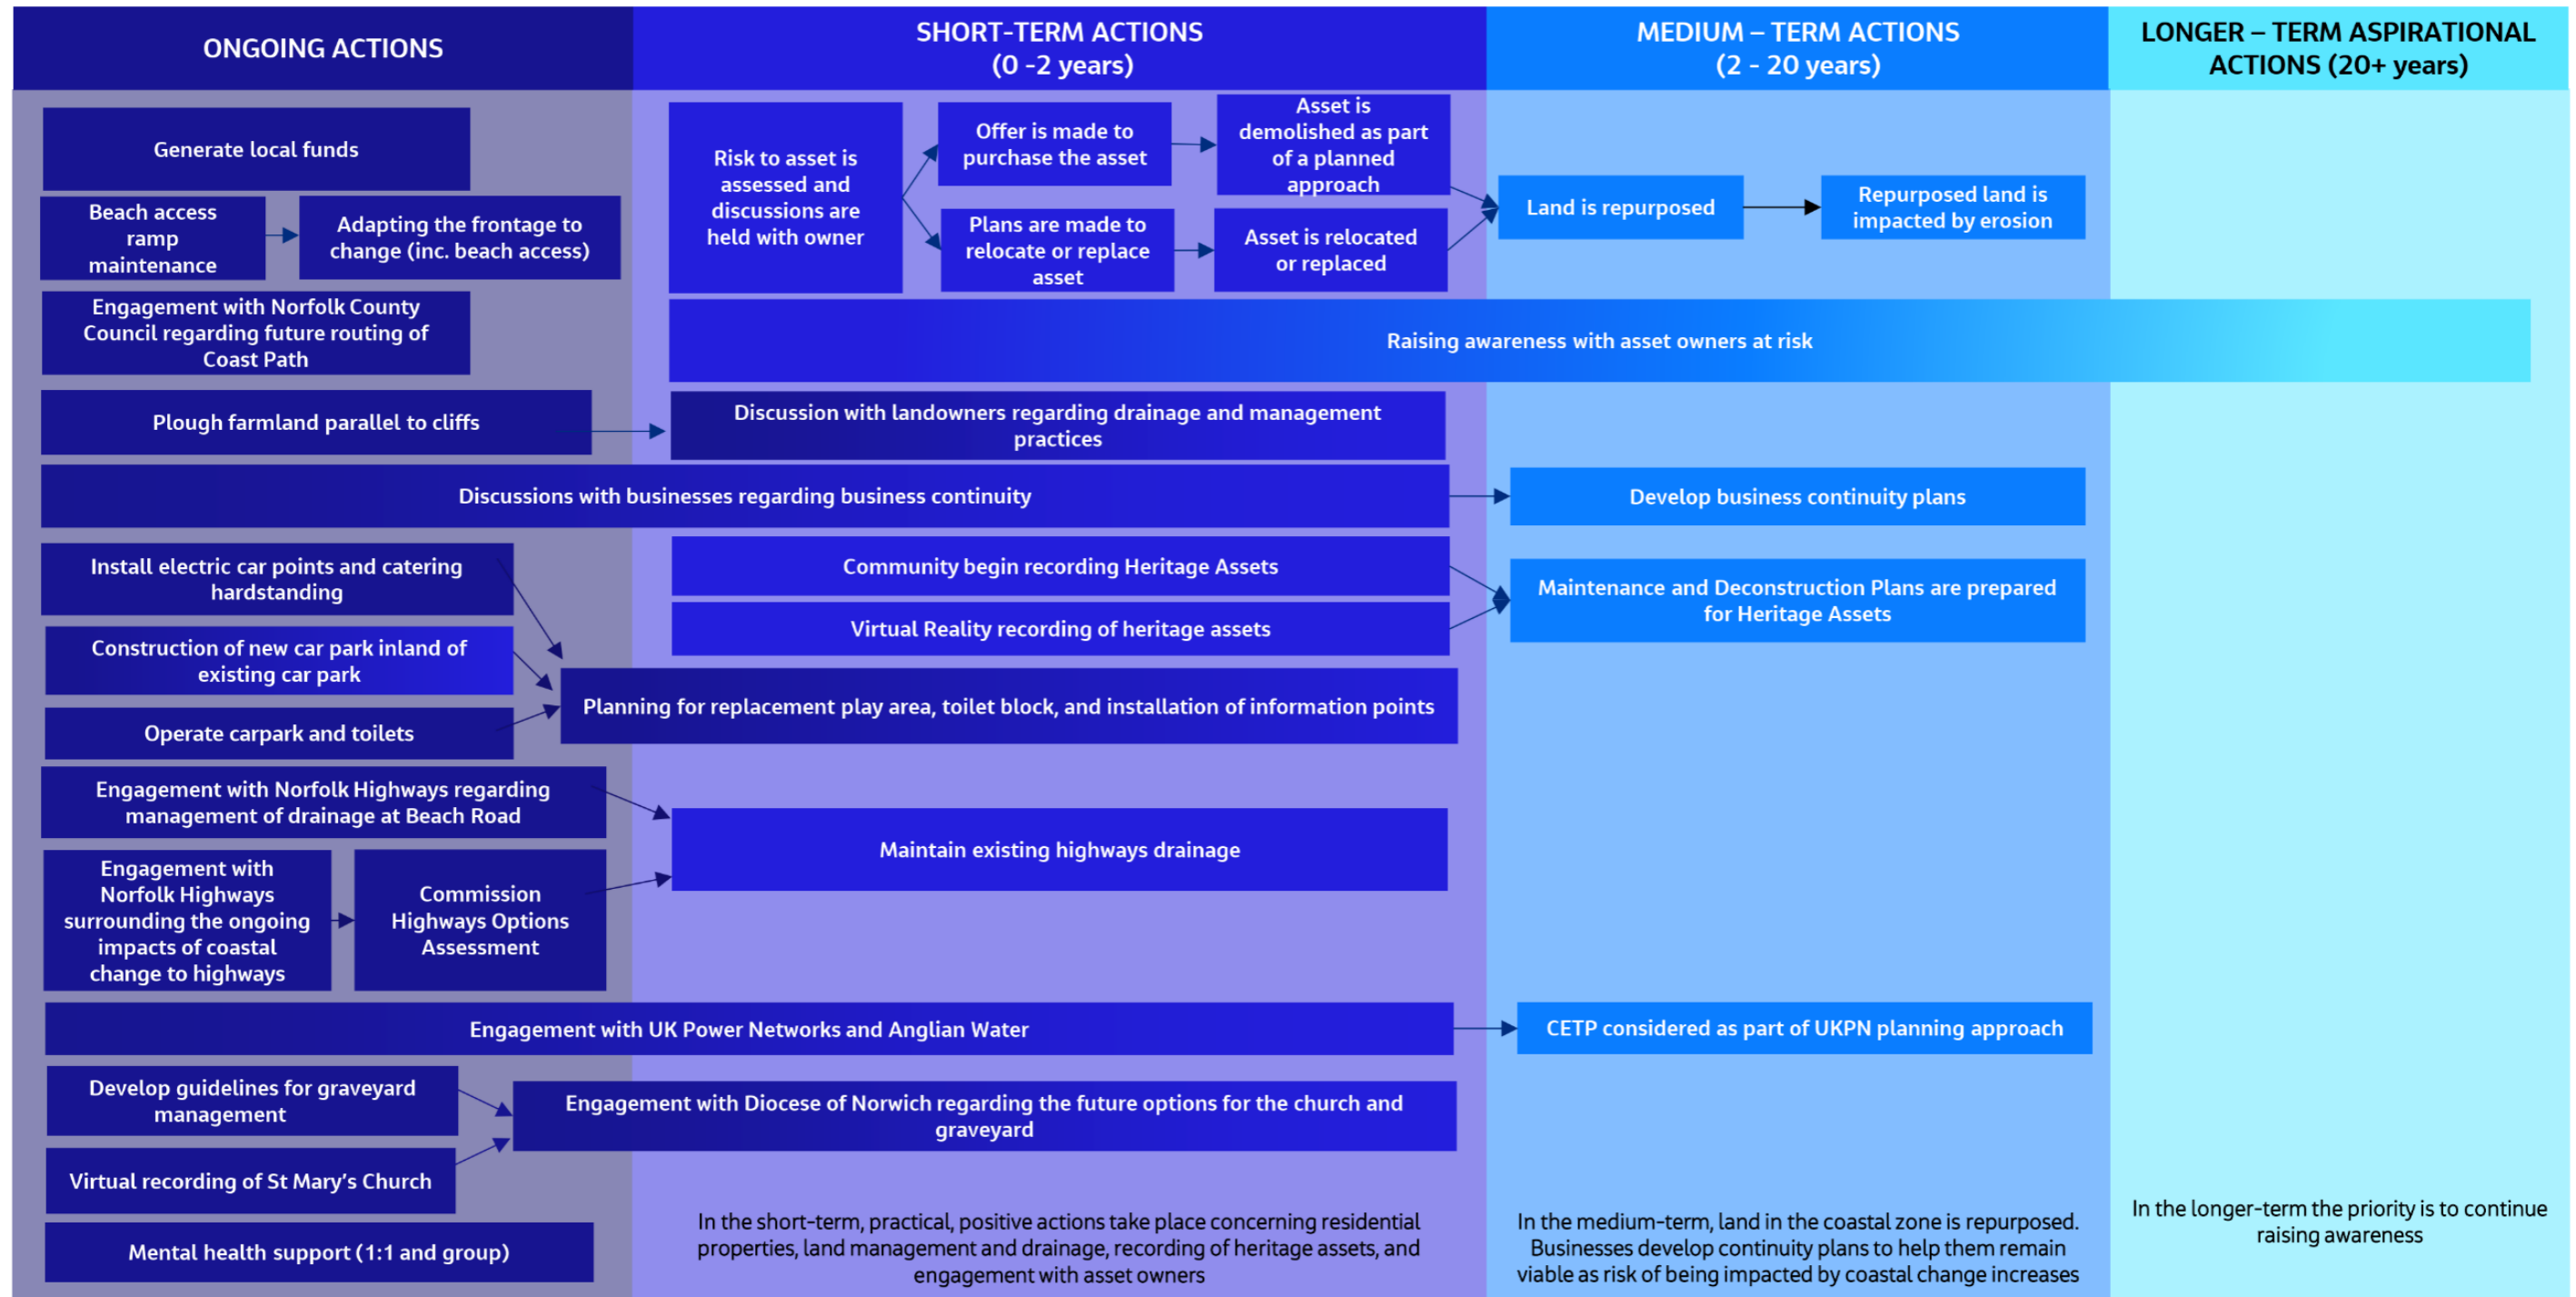 ONGOING ACTIONS
SHORT-TERM ACTIONS
(0 -2 years)
MEDIUM – TERM ACTIONS
(2 - 20 years)
LONGER – TERM ASPIRATIONAL
ACTIONS (20+ years)
Generate local funds
Beach access
ramp
maintenance
Adapting the frontage to
change (inc. beach access)
Engagement with Norfolk County
Council regarding future routing of
Coast Path
Plough farmland parallel to cliffs
Risk to asset is
assessed and
discussions are
held with owner
Offer is made to
purchase the asset
Asset is
demolished as part
of a planned
approach
Plans are made to
relocate or replace
asset
Asset is relocated
or replaced
Land is repurposed
Repurposed land is
impacted by erosion
Raising awareness with asset owners at risk
Discussion with landowners regarding drainage and management
practices
Discussions with businesses regarding business continuity
Develop business continuity plans
Install electric car points and catering
hardstanding
Construction of new car park inland of
existing car park
Operate carpark and toilets
Community begin recording Heritage Assets
Virtual Reality recording of heritage assets
Maintenance and Deconstruction Plans are prepared
for Heritage Assets
Planning for replacement play area, toilet block, and installation of information points
Engagement with Norfolk Highways regarding
management of drainage at Beach Road
Engagement with
Norfolk Highways
surrounding the ongoing
impacts of coastal
change to highways
Commission
Highways Options
Assessment
Maintain existing highways drainage
Engagement with UK Power Networks and Anglian Water
CETP considered as part of UKPN planning approach
Develop guidelines for graveyard
management
Virtual recording of St Mary's Church
Engagement with Diocese of Norwich regarding the future options for the church and
graveyard
Mental health support (1:1 and group)
In the short-term, practical, positive actions take place concerning residential
properties, land management and drainage, recording of heritage assets, and
engagement with asset owners
In the medium-term, land in the coastal zone is repurposed.
Businesses develop continuity plans to help them remain
viable as risk of being impacted by coastal change increases
In the longer-term the priority is to continue
raising awareness